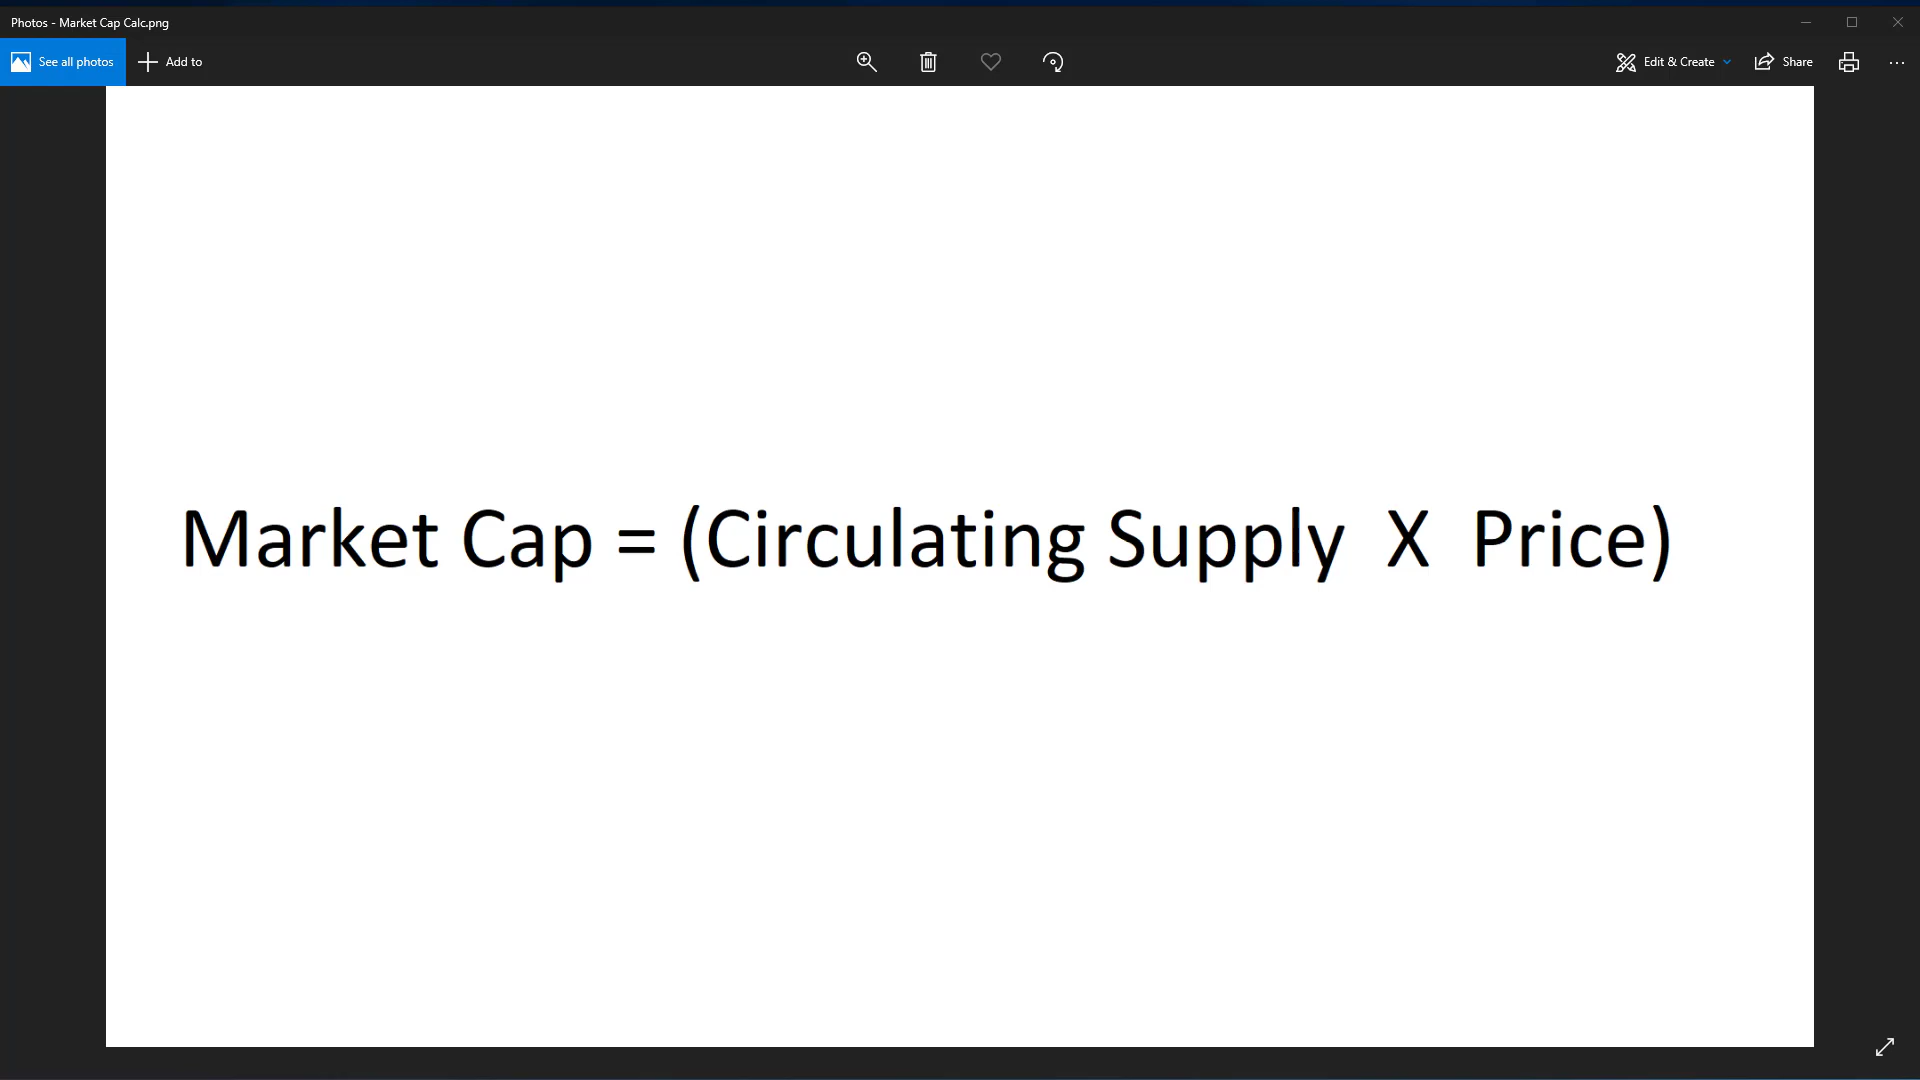 Photos - Market Cap Calc.png
See all photos
Add to
Edit & Create
Share
Market Cap = (Circulating Supply X Price)